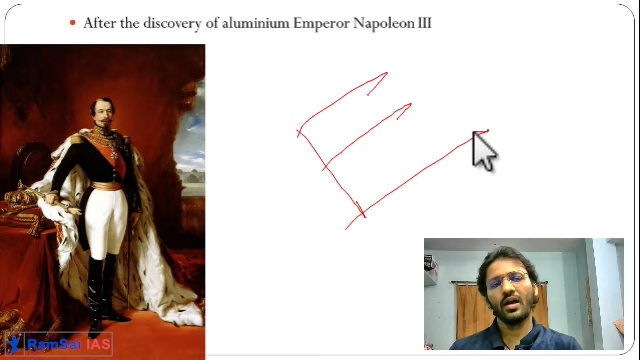 After the discovery of aluminium Emperor Napoleon III
RamSai IAS